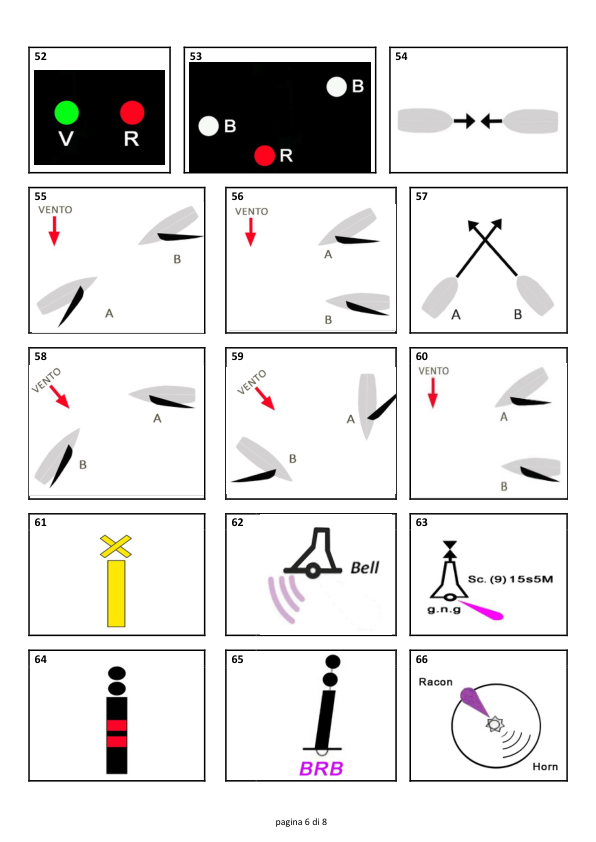 52
V
R
53
B
B
R
54
55
VENTO
B
A
56
VENTO
A
B
57
A
B
58
VENTO
A
B
59
VENTO
A
B
60
VENTO
A
B
61
62
Bell
63
Sc. (9) 15s5M
g.n.g
64
65
BRB
66
Racon
Horn
pagina 6 di 8